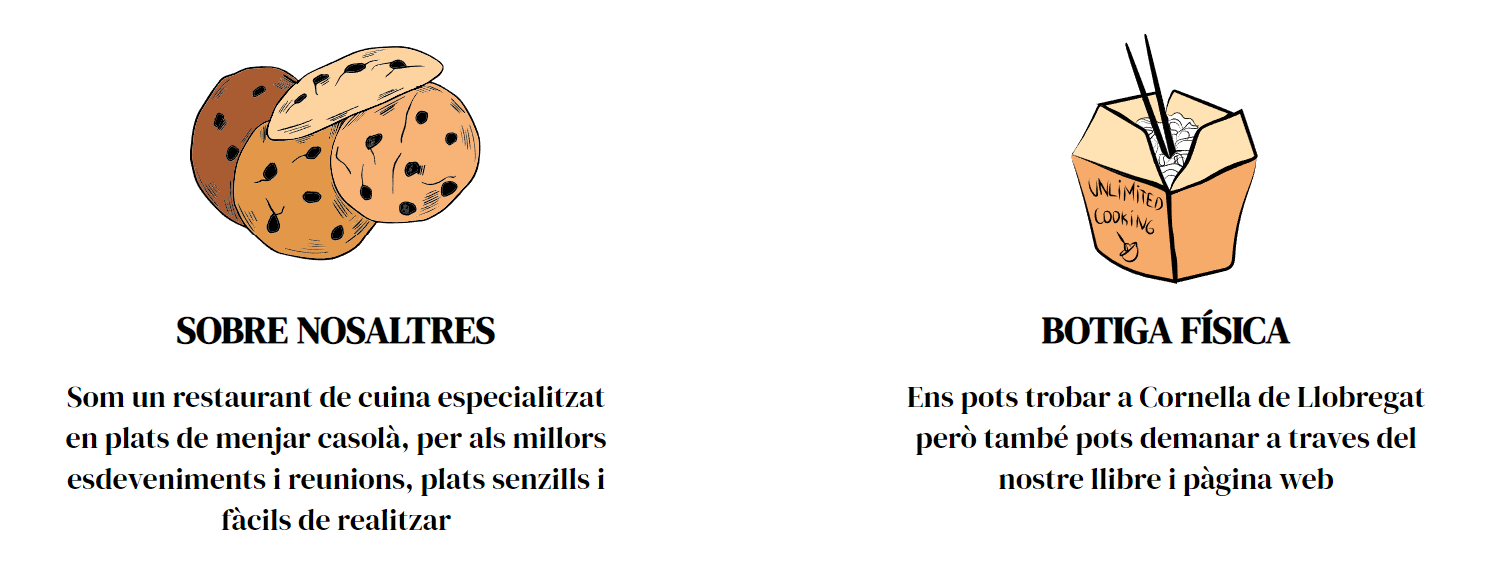 UNLIMITED
COOKING
SOBRE NOSALTRES
Som un restaurant de cuina especialitzat
en plats de menjar casolà, per als millors
esdeveniments i reunions, plats senzills i
fàcils de realitzar
BOTIGA FÍSICA
Ens pots trobar a Cornella de Llobregat
però també pots demanar a traves del
nostre llibre i pàgina web